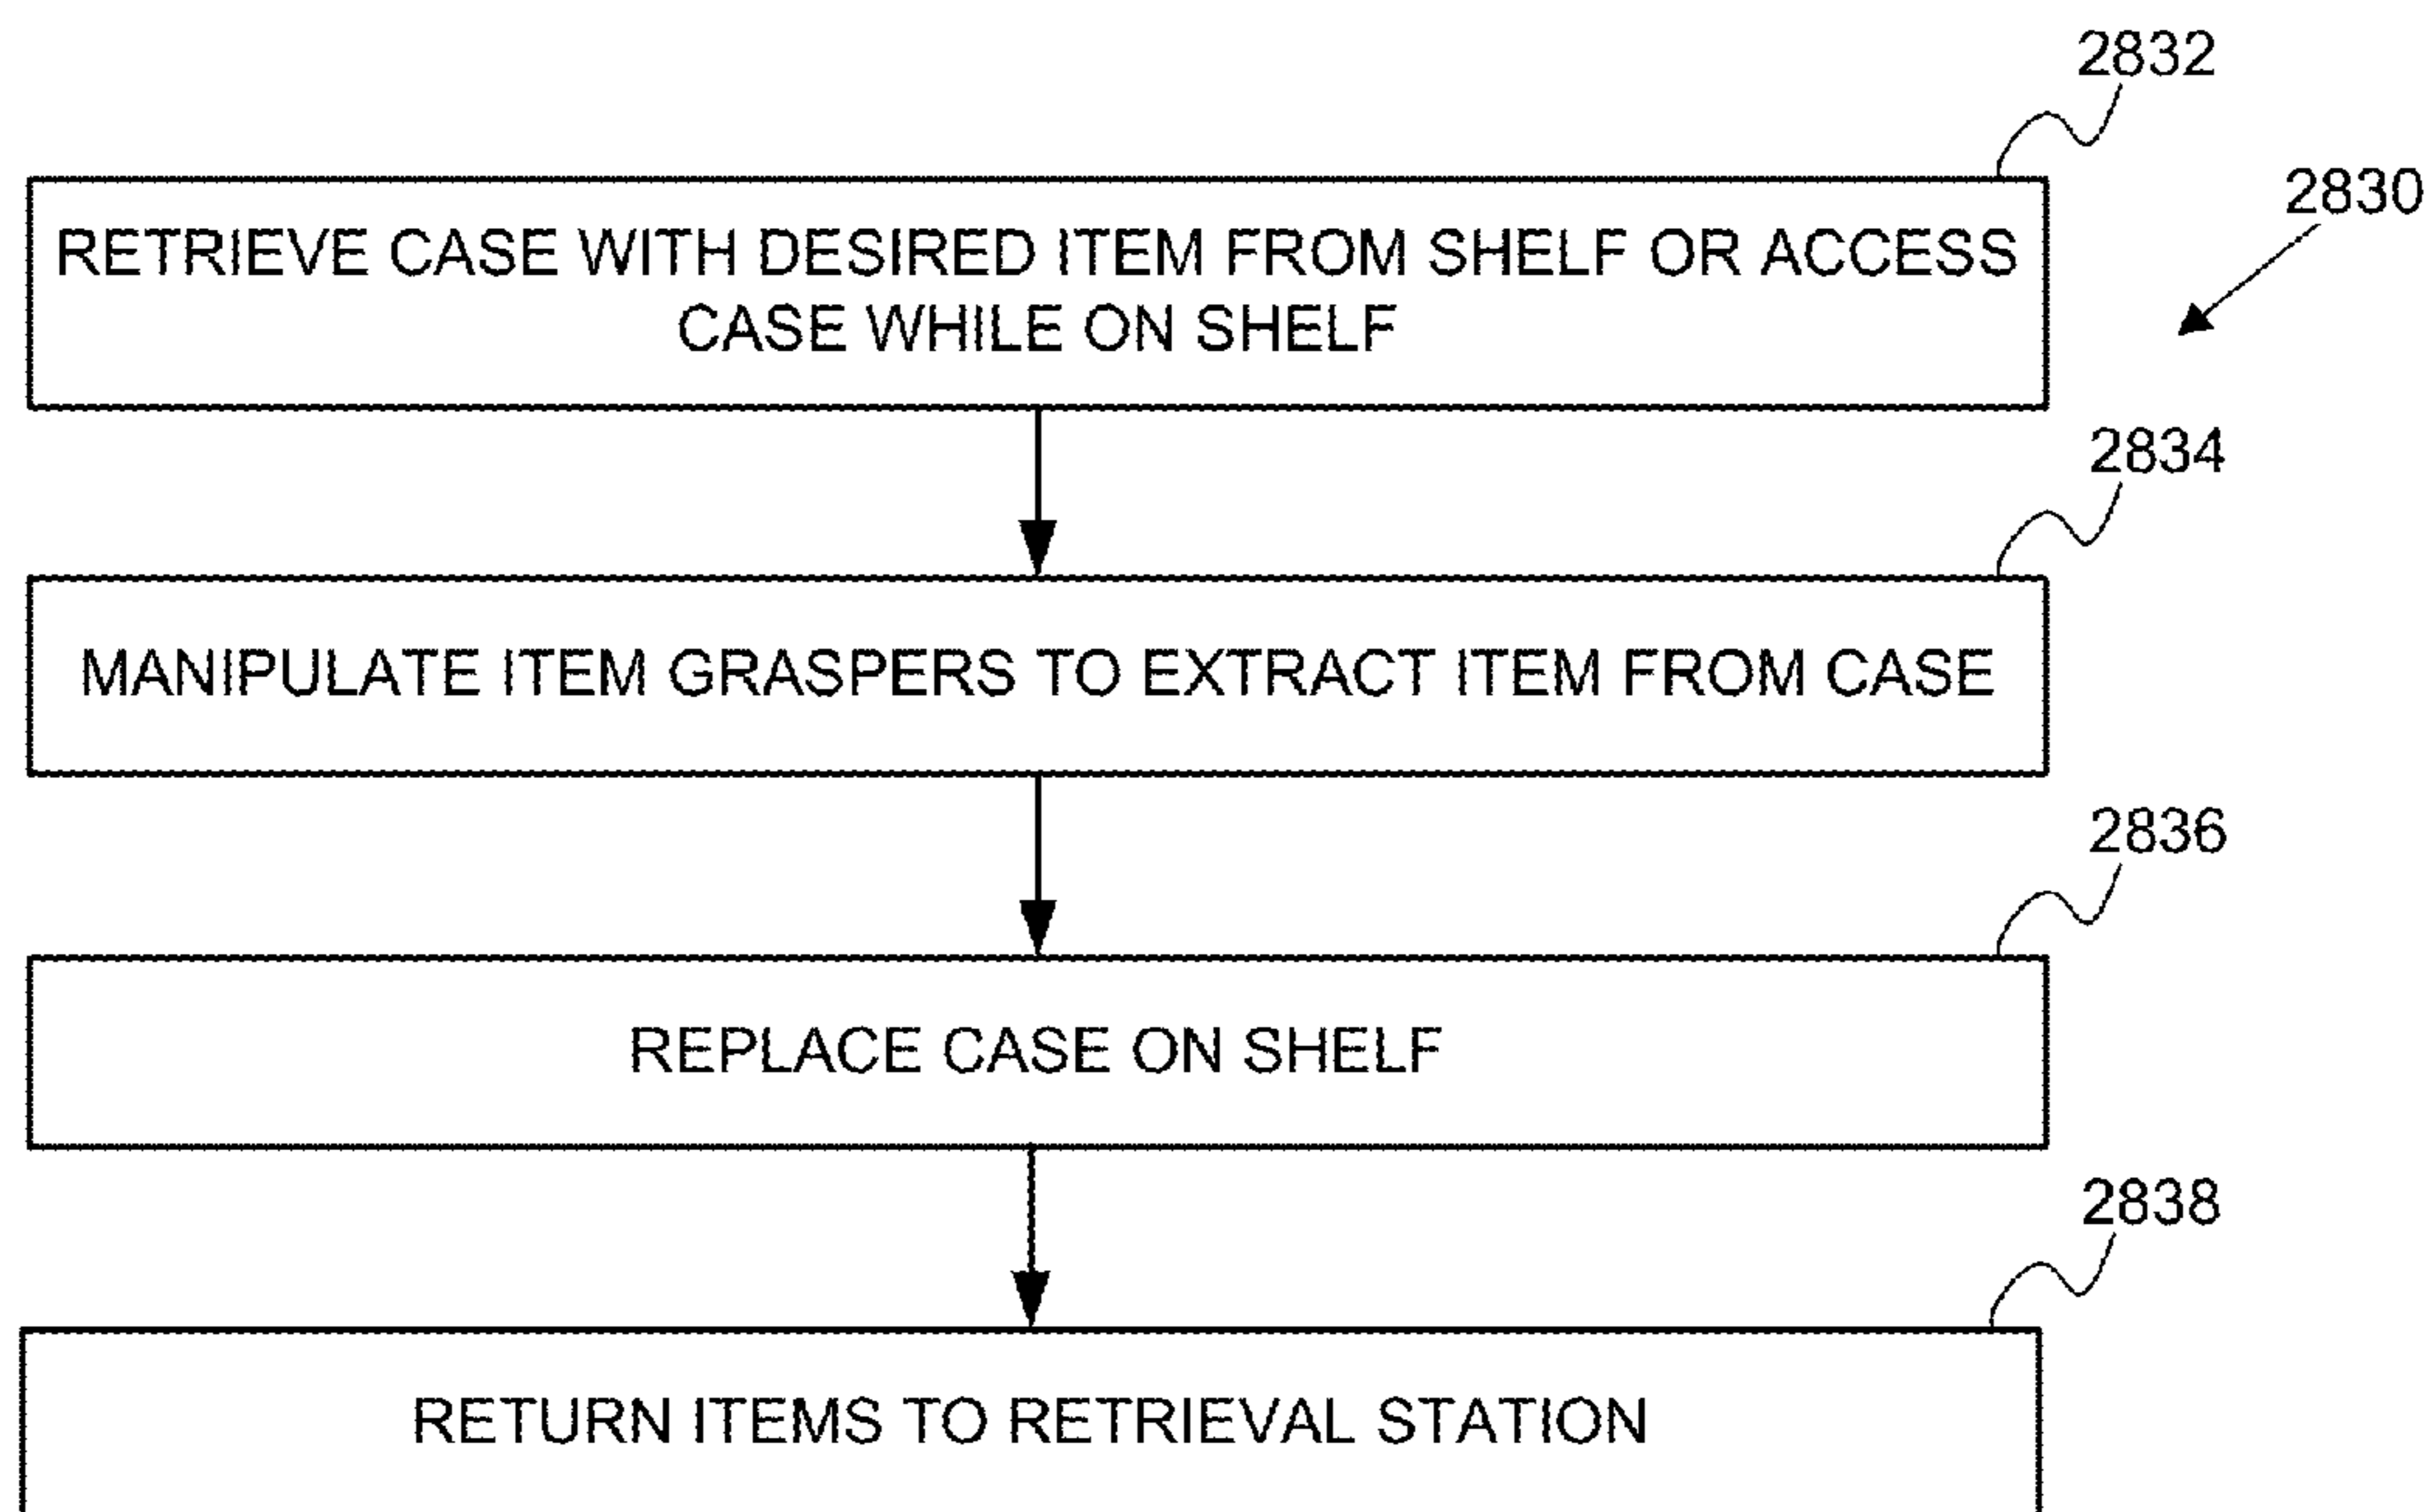 2832
2830
RETRIEVE CASE WITH DESIRED ITEM FROM SHELF OR ACCESS
CASE WHILE ON SHELF
2834
MANIPULATE ITEM GRASPERS TO EXTRACT ITEM FROM CASE
2836
REPLACE CASE ON SHELF
2838
RETURN ITEMS TO RETRIEVAL STATION